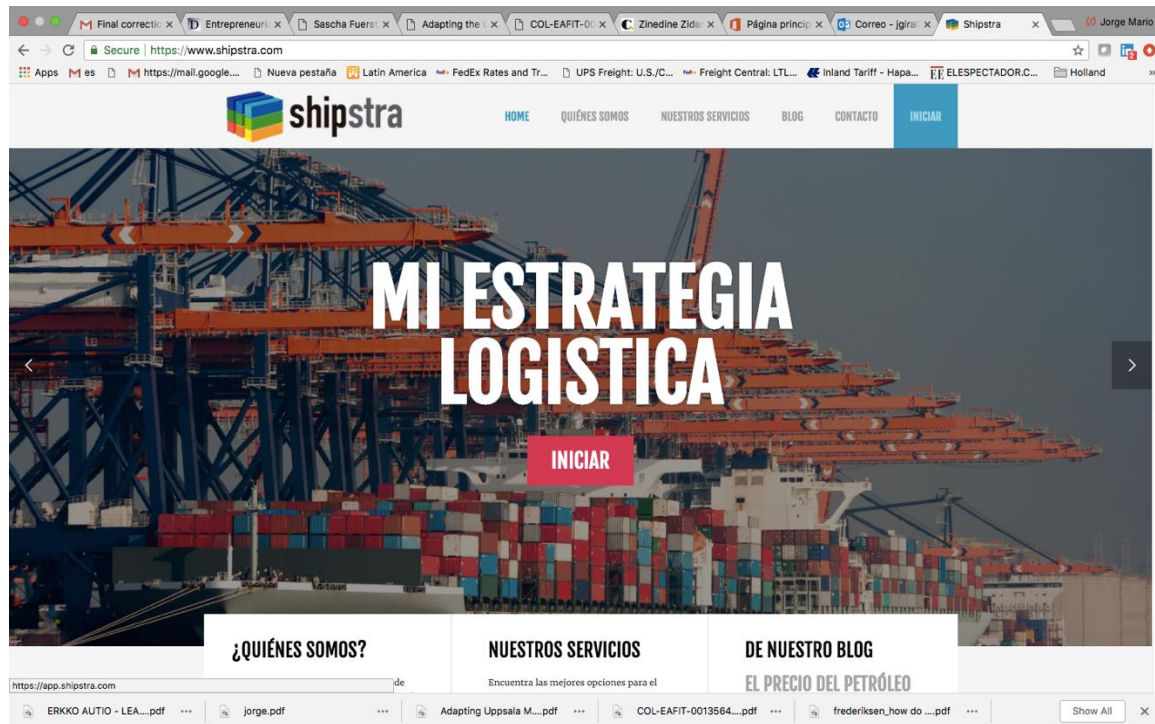 Final correctio
Entrepreneuri
Sascha Fuerst
Adapting the
COL-EAFIT-00
Zinedine Zidan
Página princip
Correo - jgiral
Shipstra
Jorge Mario
Secure | https://www.shipstra.com
Apps
es
https://mail.google....
Nueva pestaña
Latin America
FedEx Rates and Tr...
UPS Freight: U.S./C...
Freight Central: LTL...
Inland Tariff - Hapa...
ELESPECTADOR.C...
Holland
»
shipstra
HOME
QUIÉNES SOMOS
NUESTROS SERVICIOS
BLOG
CONTACTO
INICIAR
MI ESTRATEGIA
LOGISTICA
INICIAR
¿QUIÉNES SOMOS?
NUESTROS SERVICIOS
DE NUESTRO BLOG
de
Encuentra las mejores opciones para el
EL PRECIO DEL PETRÓLEO
https://app.shipstra.com
ERKKO AUTIO - LEA....pdf
jorge.pdf
Adapting Uppsala M....pdf
COL-EAFIT-0013564....pdf
frederiksen_how do ....pdf
Show All